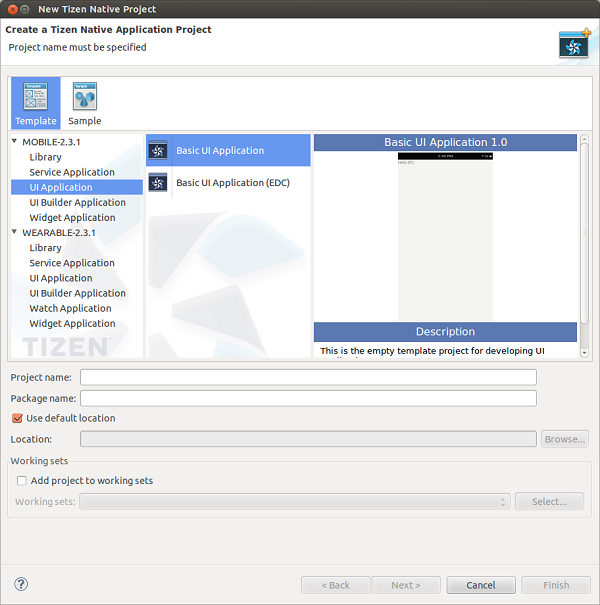 New Tizen Native Project
Create a Tizen Native Application Project
Project name must be specified
Template
Sample
MOBILE-2.3.1
Library
Service Application
UI Application
UI Builder Application
Widget Application
WEARABLE-2.3.1
Library
Service Application
UI Application
UI Builder Application
Watch Application
Widget Application
TIZEN
Basic UI Application
Basic UI Application (EDC)
Basic UI Application 1.0
Hello EFL
Description
This is the empty template project for developing UI
Project name:
Package name:
Use default location
Location:
Browse...
Working sets
Add project to working sets
Working sets:
Select...
< Back
Next >
Cancel
Finish